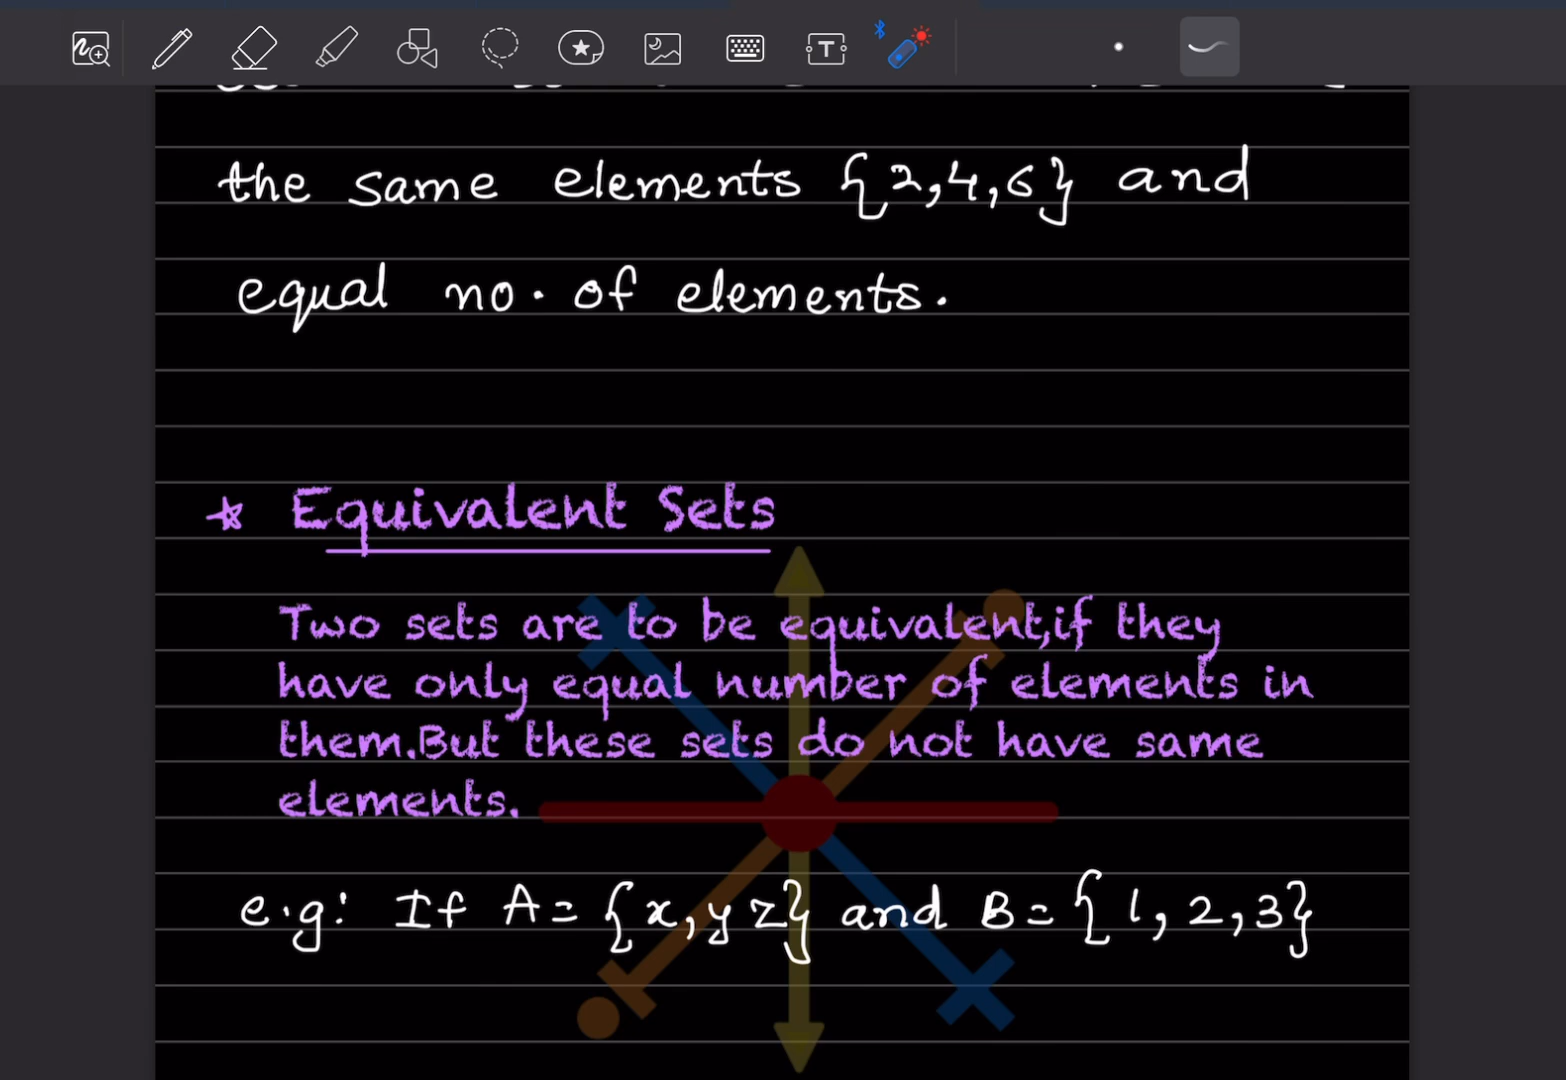 the same elements {2,4,6} and
equal no. of elements.
☆ Equivalent Sets
Two sets are to be equivalent,if they
have only equal number of elements in
them.But these sets do not have same
elements.
e.g: If A = {x,y z} and B = {1, 2, 3}